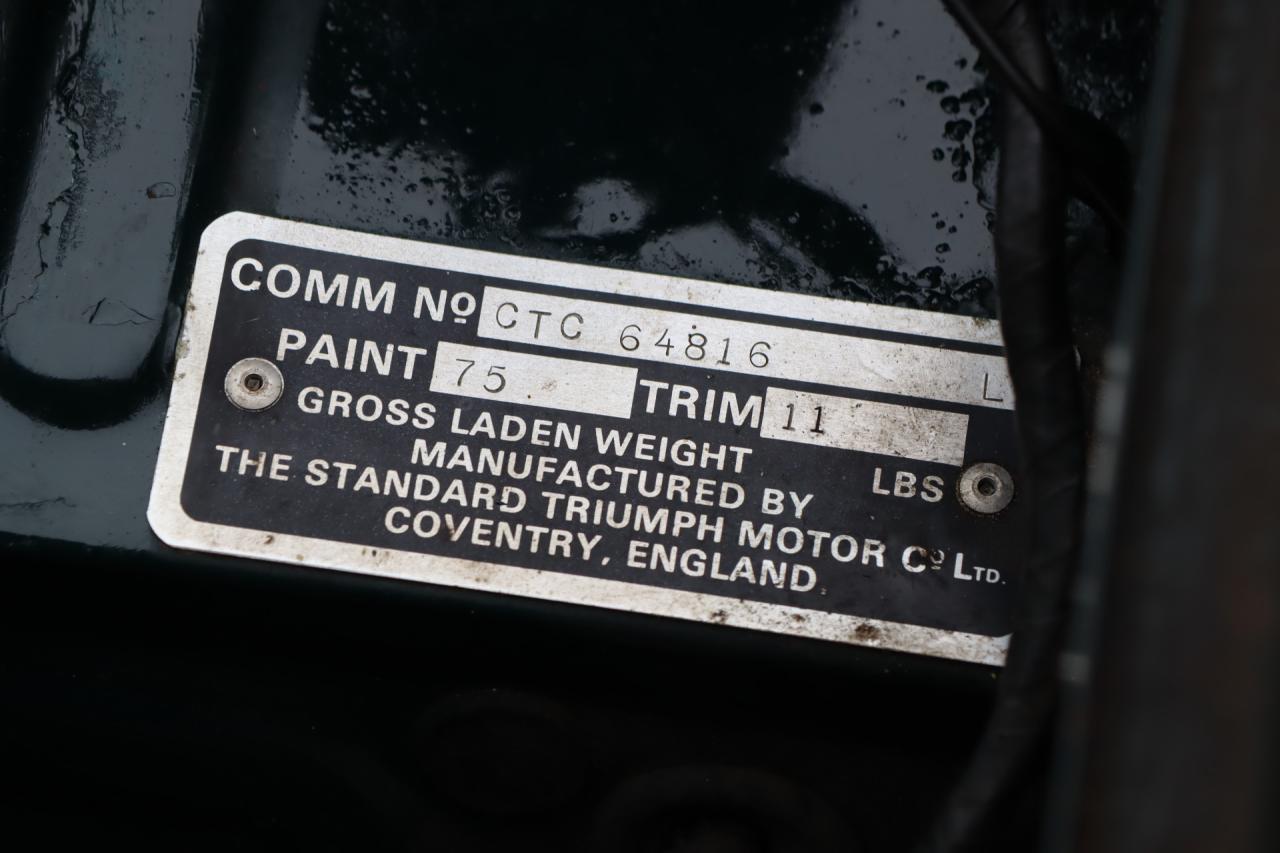 COMM Nº CTC 64816 L
PAINT 75 TRIM 11
GROSS LADEN WEIGHT LBS
MANUFACTURED BY
THE STANDARD TRIUMPH MOTOR Cº LTD.
COVENTRY, ENGLAND.